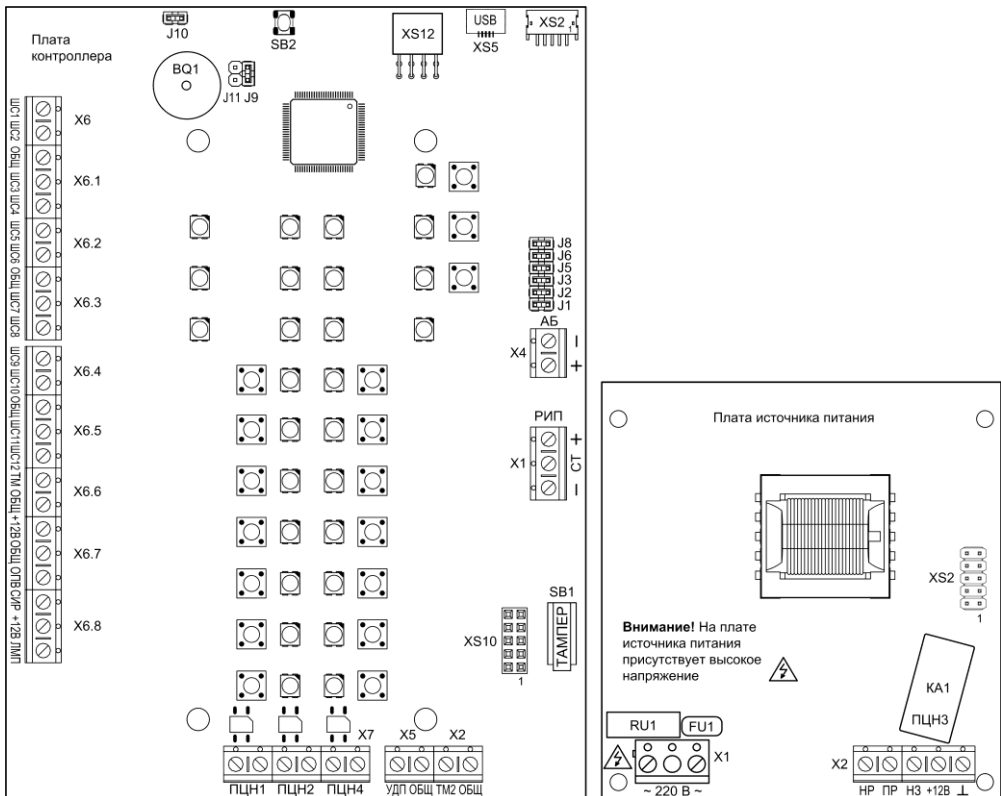 Плата
контроллера
J10
SB2
XS12
USB
XS5
XS2
1
BQ1
J11 J9
ШС1 ШС2 ОБЩ ШС3 ШС4 ШС5 ШС6 ОБЩ ШС7 ШС8
X6
X6.1
X6.2
X6.3
ШС9 ШС10 ОБЩ ШС11 ШС12 ТМ ОБЩ +12В ОБЩ ОПВ СИР +12В ЛМП
X6.4
X6.5
X6.6
X6.7
X6.8
J8
J6
J5
J3
J2
J1
АБ
X4
−
+
РИП
X1
+
СТ
−
SB1
ТАМПЕР
XS10
1
X7
X5
X2
ПЦН1 ПЦН2 ПЦН4
УДП ОБЩ ТМ2 ОБЩ
Плата источника питания
XS2
1
Внимание! На плате
источника питания
присутствует высокое
напряжение
КА1
ПЦН3
RU1
FU1
X1
~ 220 В ~
X2
НР ПР НЗ +12В ⊥